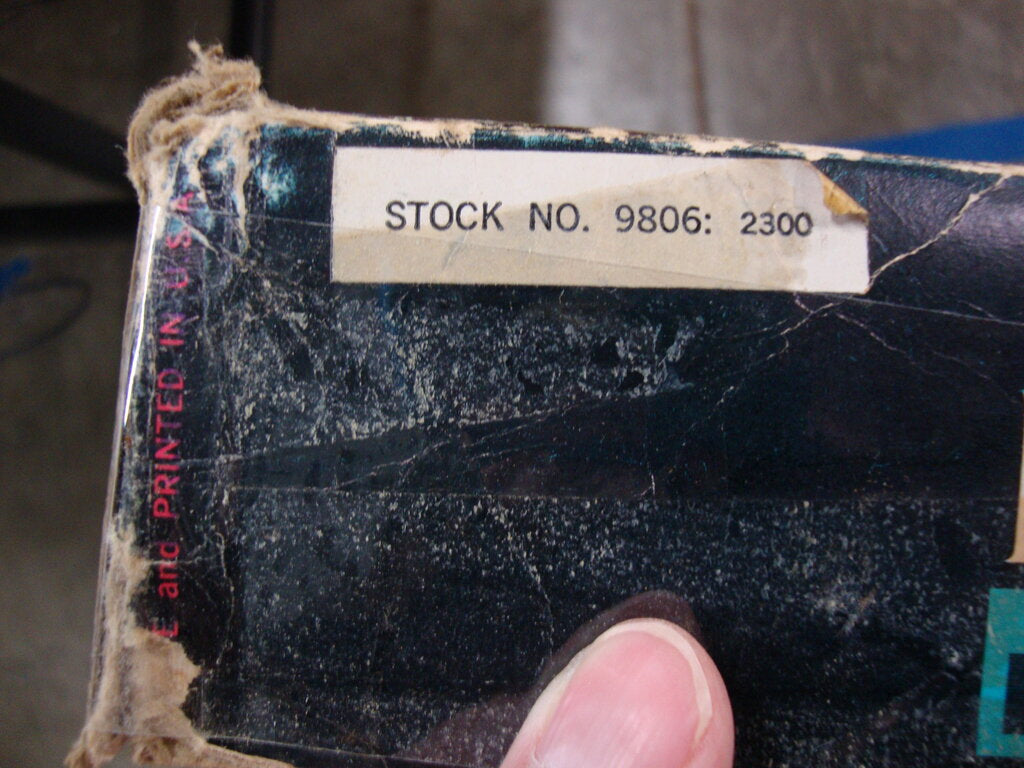 STOCK NO. 9806: 2300
E and PRINTED IN U.S.A.